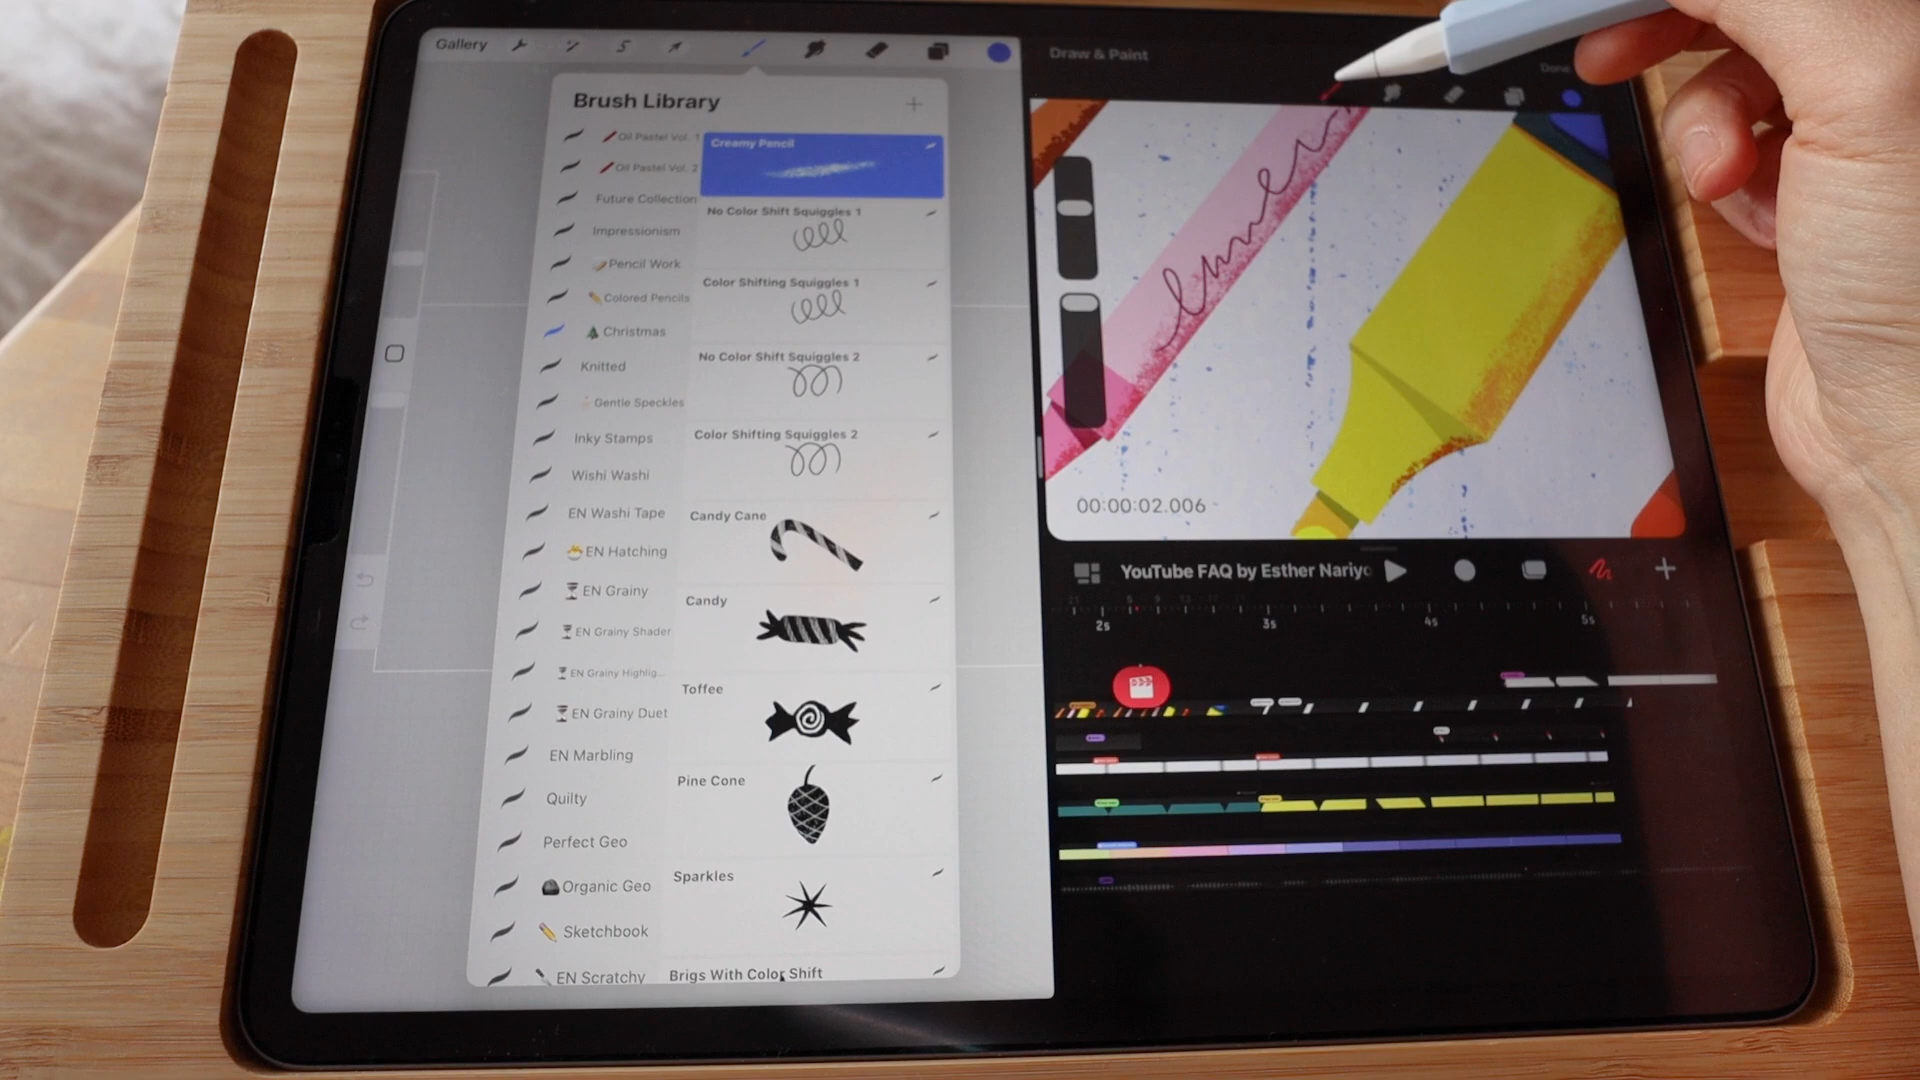 Gallery
Draw & Paint
Done
Brush Library
Oil Pastel Vol. 1
Oil Pastel Vol. 2
Future Collection
Impressionism
Pencil Work
Colored Pencils
Christmas
Knitted
Gentle Speckles
Inky Stamps
Wishi Washi
EN Washi Tape
EN Hatching
EN Grainy
EN Grainy Shader
EN Grainy Highlig...
EN Grainy Duet
EN Marbling
Quilty
Perfect Geo
Organic Geo
Sketchbook
EN Scratchy
Creamy Pencil
No Color Shift Squiggles 1
Color Shifting Squiggles 1
No Color Shift Squiggles 2
Color Shifting Squiggles 2
Candy Cane
Candy
Toffee
Pine Cone
Sparkles
Brigs With Color Shift
00:00:02.006
YouTube FAQ by Esther Nariyo
2s
3s
4s
5s